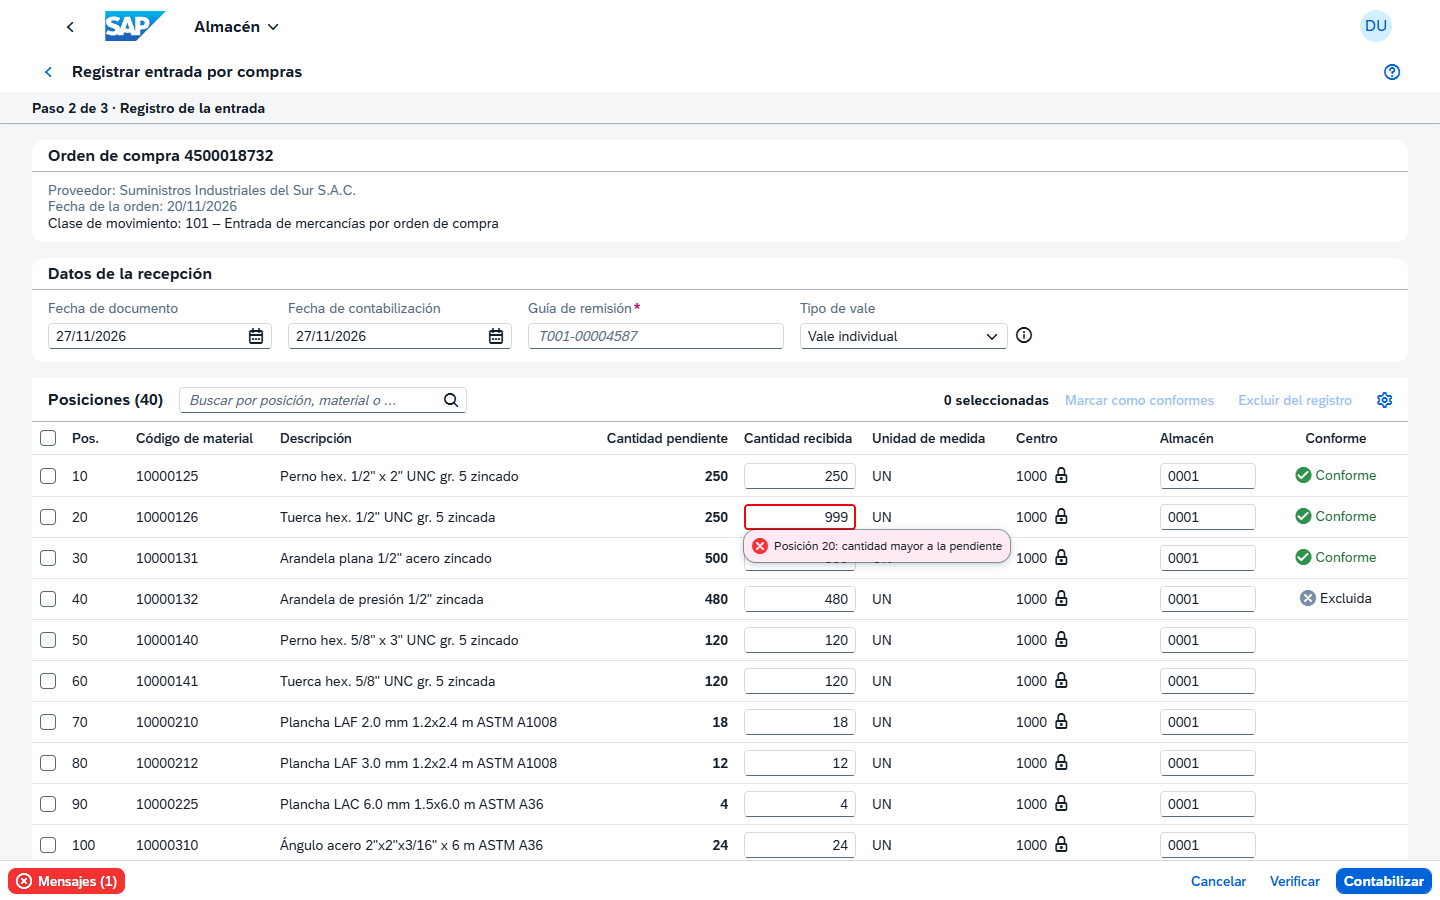 SAP Almacén DU
Registrar entrada por compras
Paso 2 de 3 · Registro de la entrada
Orden de compra 4500018732
Proveedor: Suministros Industriales del Sur S.A.C.
Fecha de la orden: 20/11/2026
Clase de movimiento: 101 – Entrada de mercancías por orden de compra
Datos de la recepción
Fecha de documento Fecha de contabilización Guía de remisión* Tipo de vale
27/11/2026 27/11/2026 T001-00004587 Vale individual
Posiciones (40) Buscar por posición, material o ... 0 seleccionadas Marcar como conformes Excluir del registro
Pos. Código de material Descripción Cantidad pendiente Cantidad recibida Unidad de medida Centro Almacén Conforme
10 10000125 Perno hex. 1/2" x 2" UNC gr. 5 zincado 250 250 UN 1000 0001 Conforme
20 10000126 Tuerca hex. 1/2" UNC gr. 5 zincada 250 999 UN 1000 0001 Conforme
Posición 20: cantidad mayor a la pendiente
30 10000131 Arandela plana 1/2" acero zincado 500 1000 0001 Conforme
40 10000132 Arandela de presión 1/2" zincada 480 480 UN 1000 0001 Excluida
50 10000140 Perno hex. 5/8" x 3" UNC gr. 5 zincado 120 120 UN 1000 0001
60 10000141 Tuerca hex. 5/8" UNC gr. 5 zincada 120 120 UN 1000 0001
70 10000210 Plancha LAF 2.0 mm 1.2x2.4 m ASTM A1008 18 18 UN 1000 0001
80 10000212 Plancha LAF 3.0 mm 1.2x2.4 m ASTM A1008 12 12 UN 1000 0001
90 10000225 Plancha LAC 6.0 mm 1.5x6.0 m ASTM A36 4 4 UN 1000 0001
100 10000310 Ángulo acero 2"x2"x3/16" x 6 m ASTM A36 24 24 UN 1000 0001
Mensajes (1) Cancelar Verificar Contabilizar